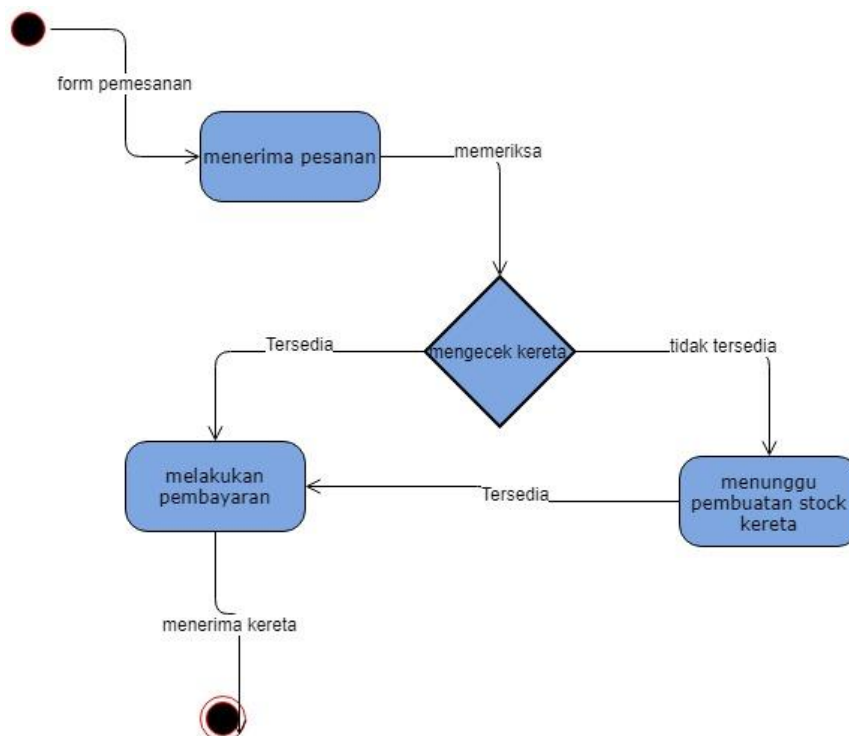 form pemesanan
menerima pesanan
memeriksa
mengecek kereta
Tersedia
tidak tersedia
melakukan
pembayaran
Tersedia
menunggu
pembuatan stock
kereta
menerima kereta